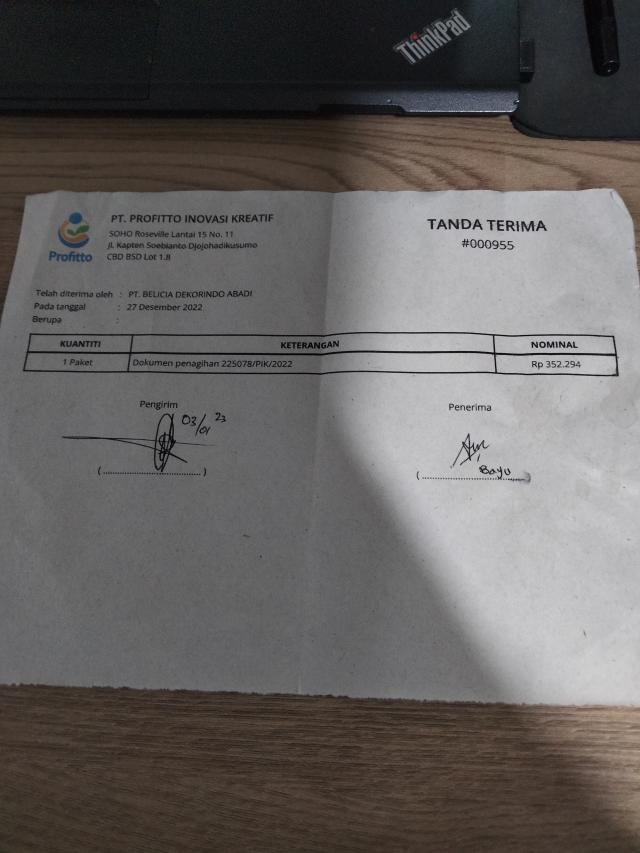 ThinkPad
Profitto
PT. PROFITTO INOVASI KREATIF
SOHO Roseville Lantai 15 No. 11
Jl. Kapten Soebianto Djojohadikusumo
CBD BSD Lot 1.8
TANDA TERIMA
#000955
Telah diterima oleh : PT. BELICIA DEKORINDO ABADI
Pada tanggal : 27 Desember 2022
Berupa :
KUANTITI KETERANGAN NOMINAL
1 Paket Dokumen penagihan 225078/PIK/2022 Rp 352.294
Pengirim Penerima
03/01 23
Bayu
(..............................) (..............................)